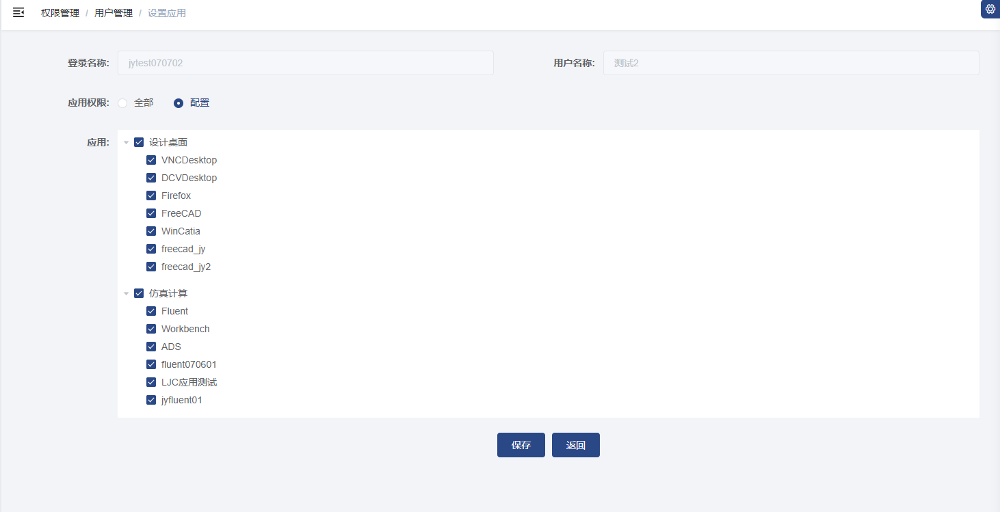 权限管理 / 用户管理 / 设置应用
登录名称: jytest070702 用户名称: 测试2
应用权限: 全部 配置
应用: 设计桌面
VNCDesktop
DCVDesktop
Firefox
FreeCAD
WinCatia
freecad_jy
freecad_jy2
仿真计算
Fluent
Workbench
ADS
fluent070601
LJC应用测试
jyfluent01
保存 返回